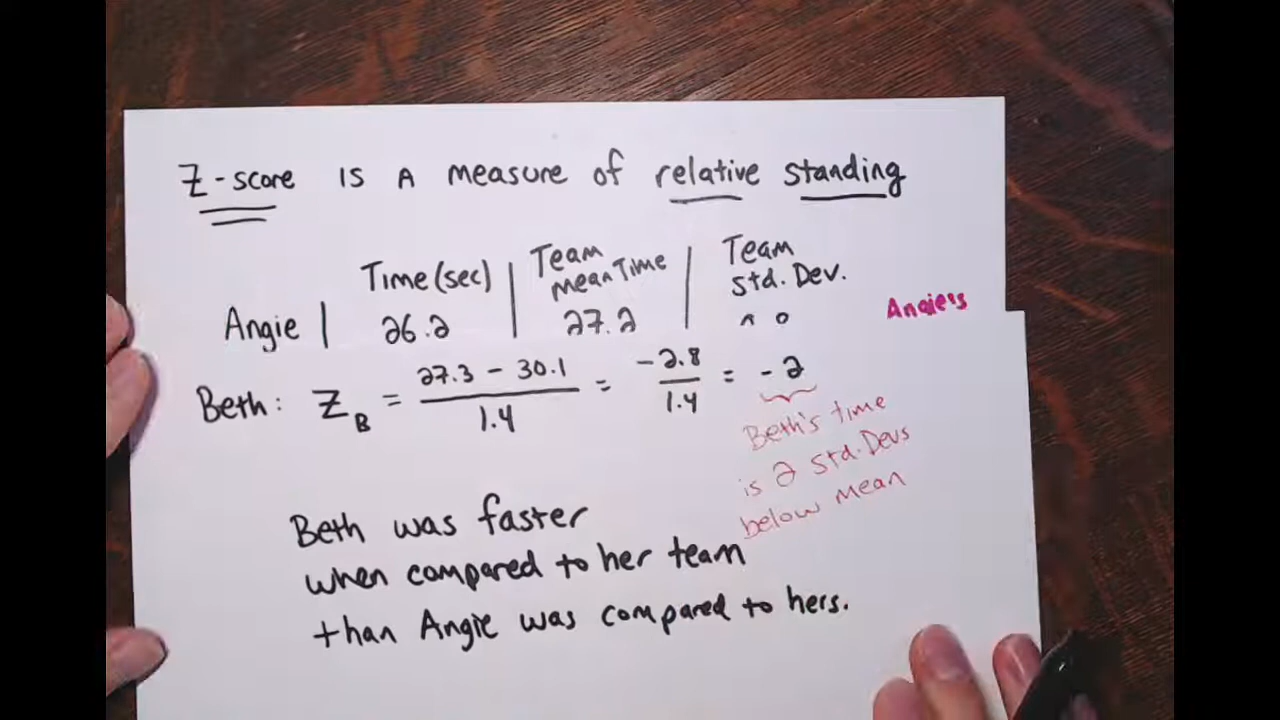 Z-score is a measure of relative standing
Time (sec) | Team mean Time | Team std. Dev.
Angie | 26.2 | 27.2
Angie's
Beth: Z_B = 27.3 - 30.1 / 1.4 = -2.8 / 1.4 = -2
Beth's time
is 2 std. Devs
below mean
Beth was faster
when compared to her team
than Angie was compared to hers.